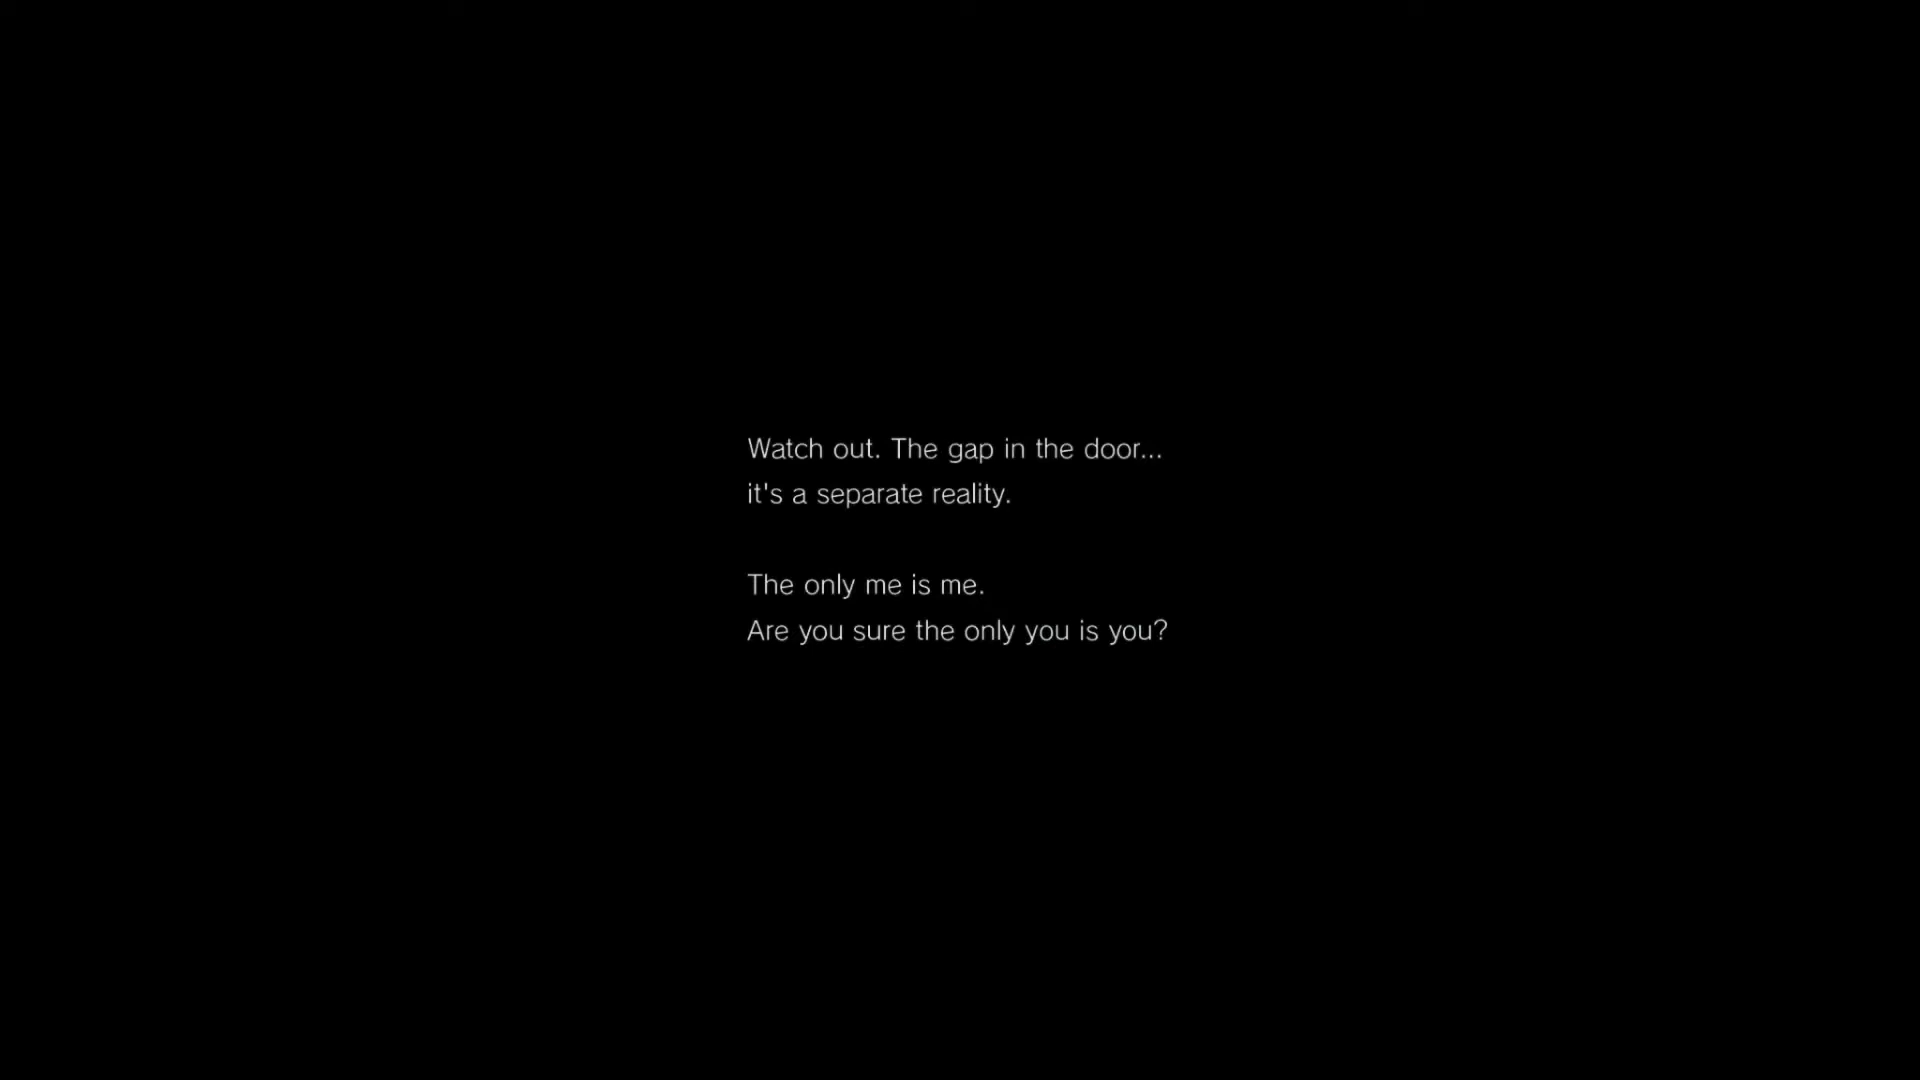 Watch out. The gap in the door...
it's a separate reality.
The only me is me.
Are you sure the only you is you?